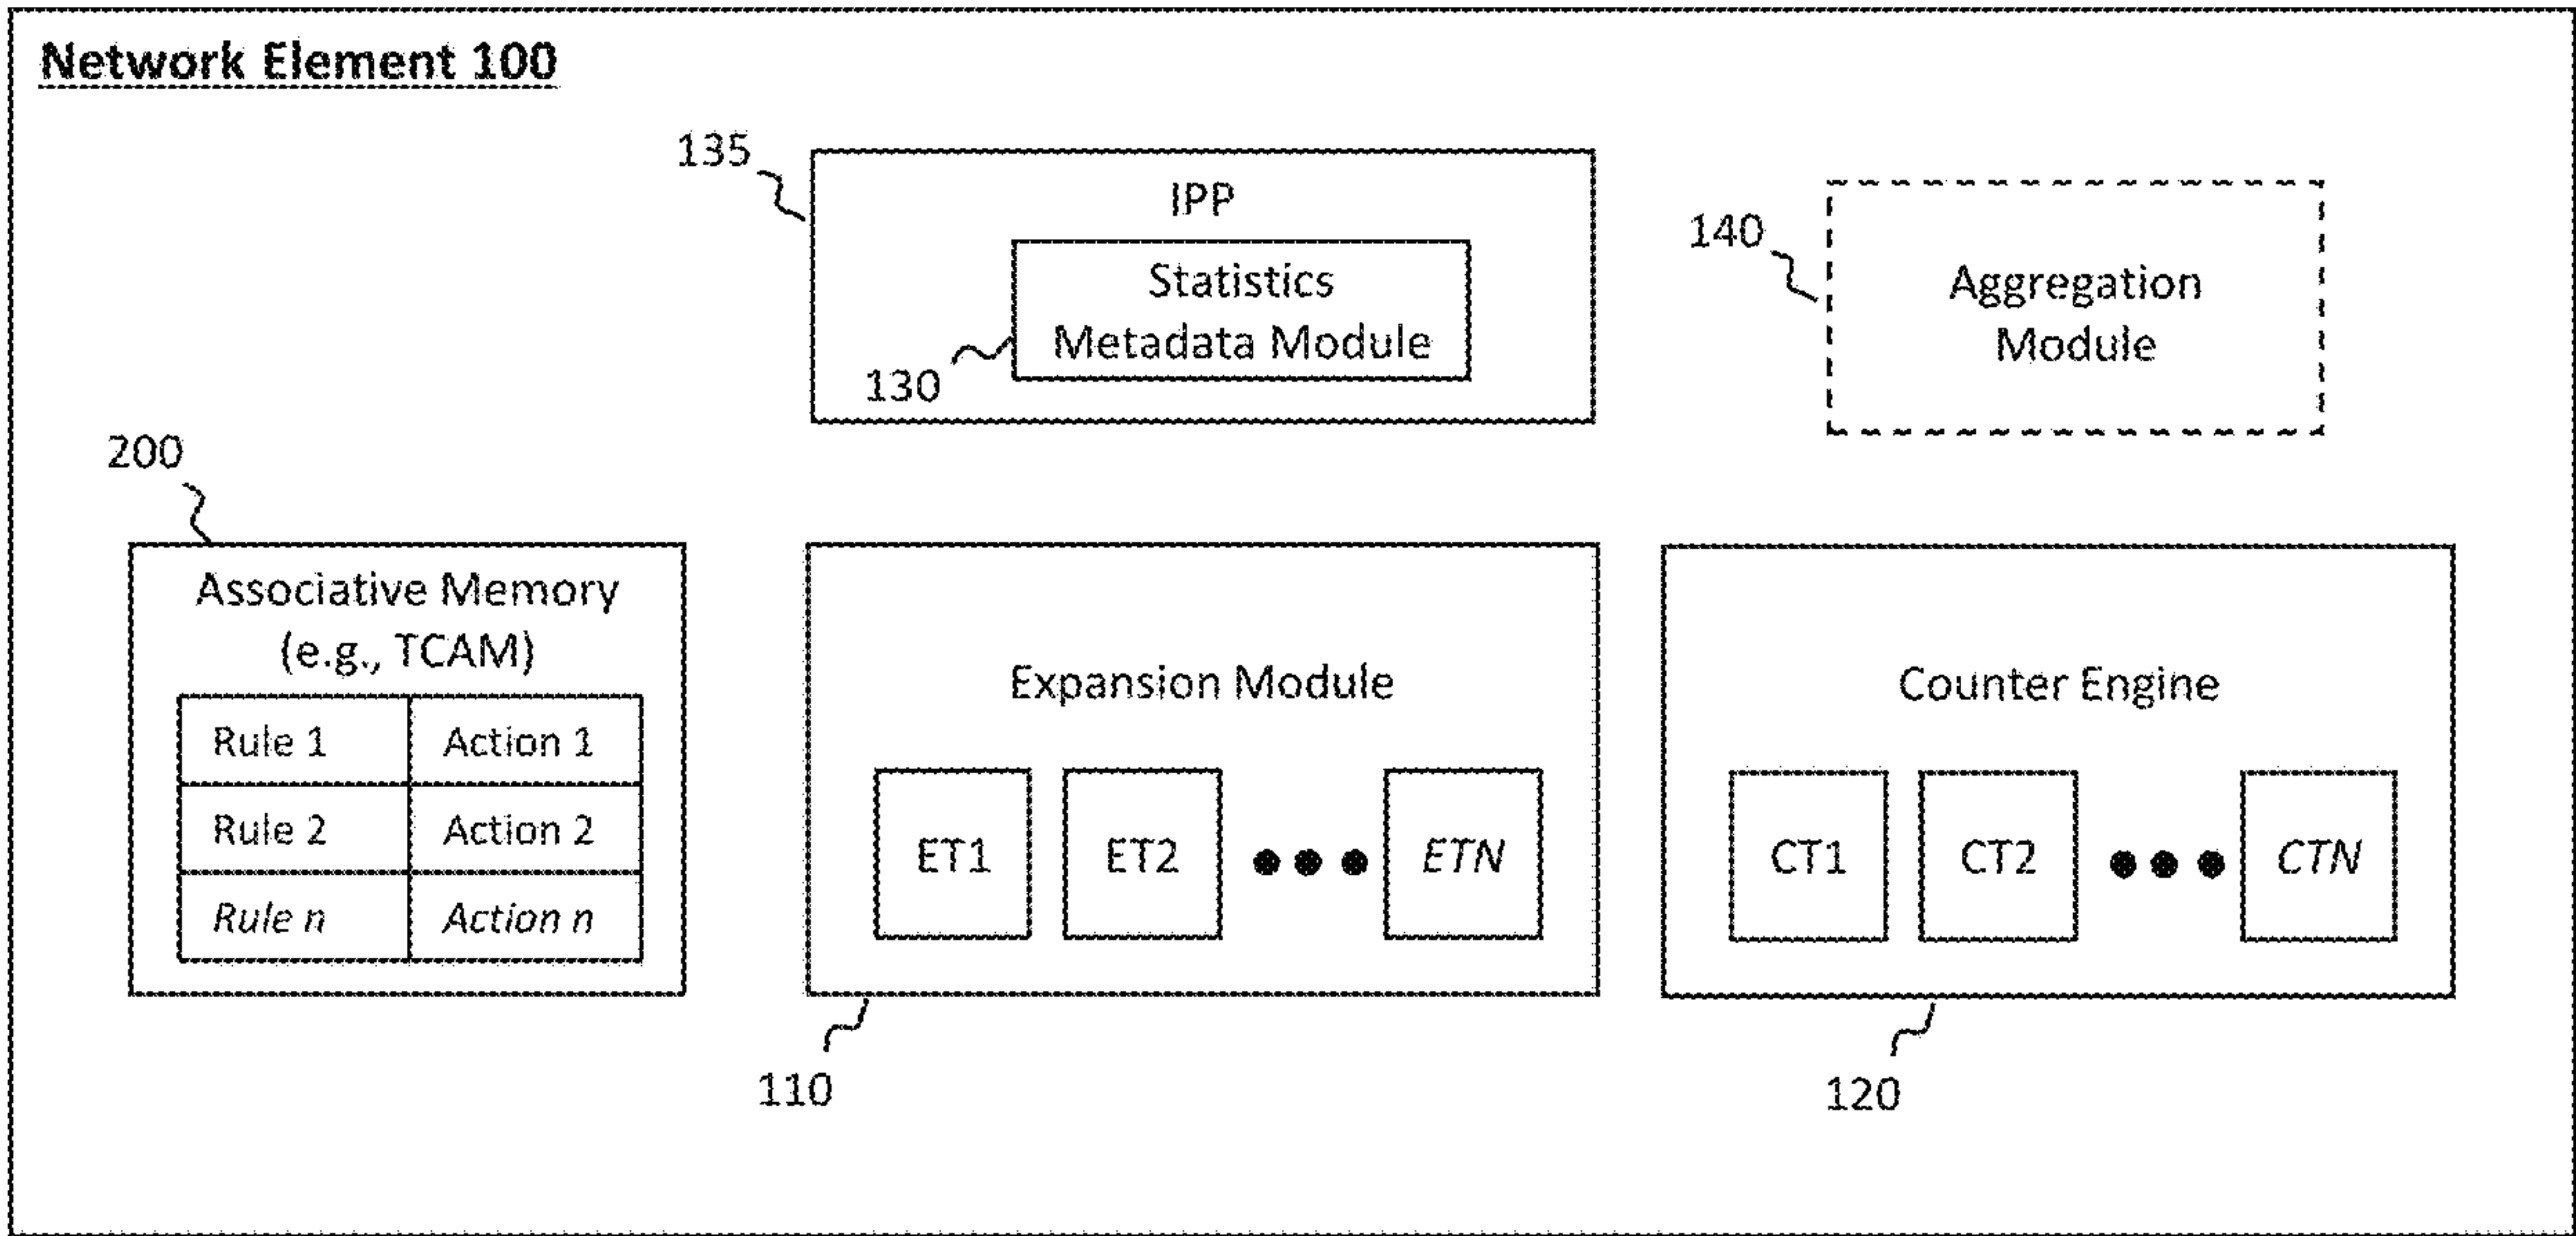 Network Element 100
135
IPP
Statistics
Metadata Module
130
140
Aggregation
Module
200
Associative Memory
(e.g., TCAM)
Rule 1 Action 1
Rule 2 Action 2
Rule n Action n
Expansion Module
ET1 ET2 ●●● ETN
110
Counter Engine
CT1 CT2 ●●● CTN
120